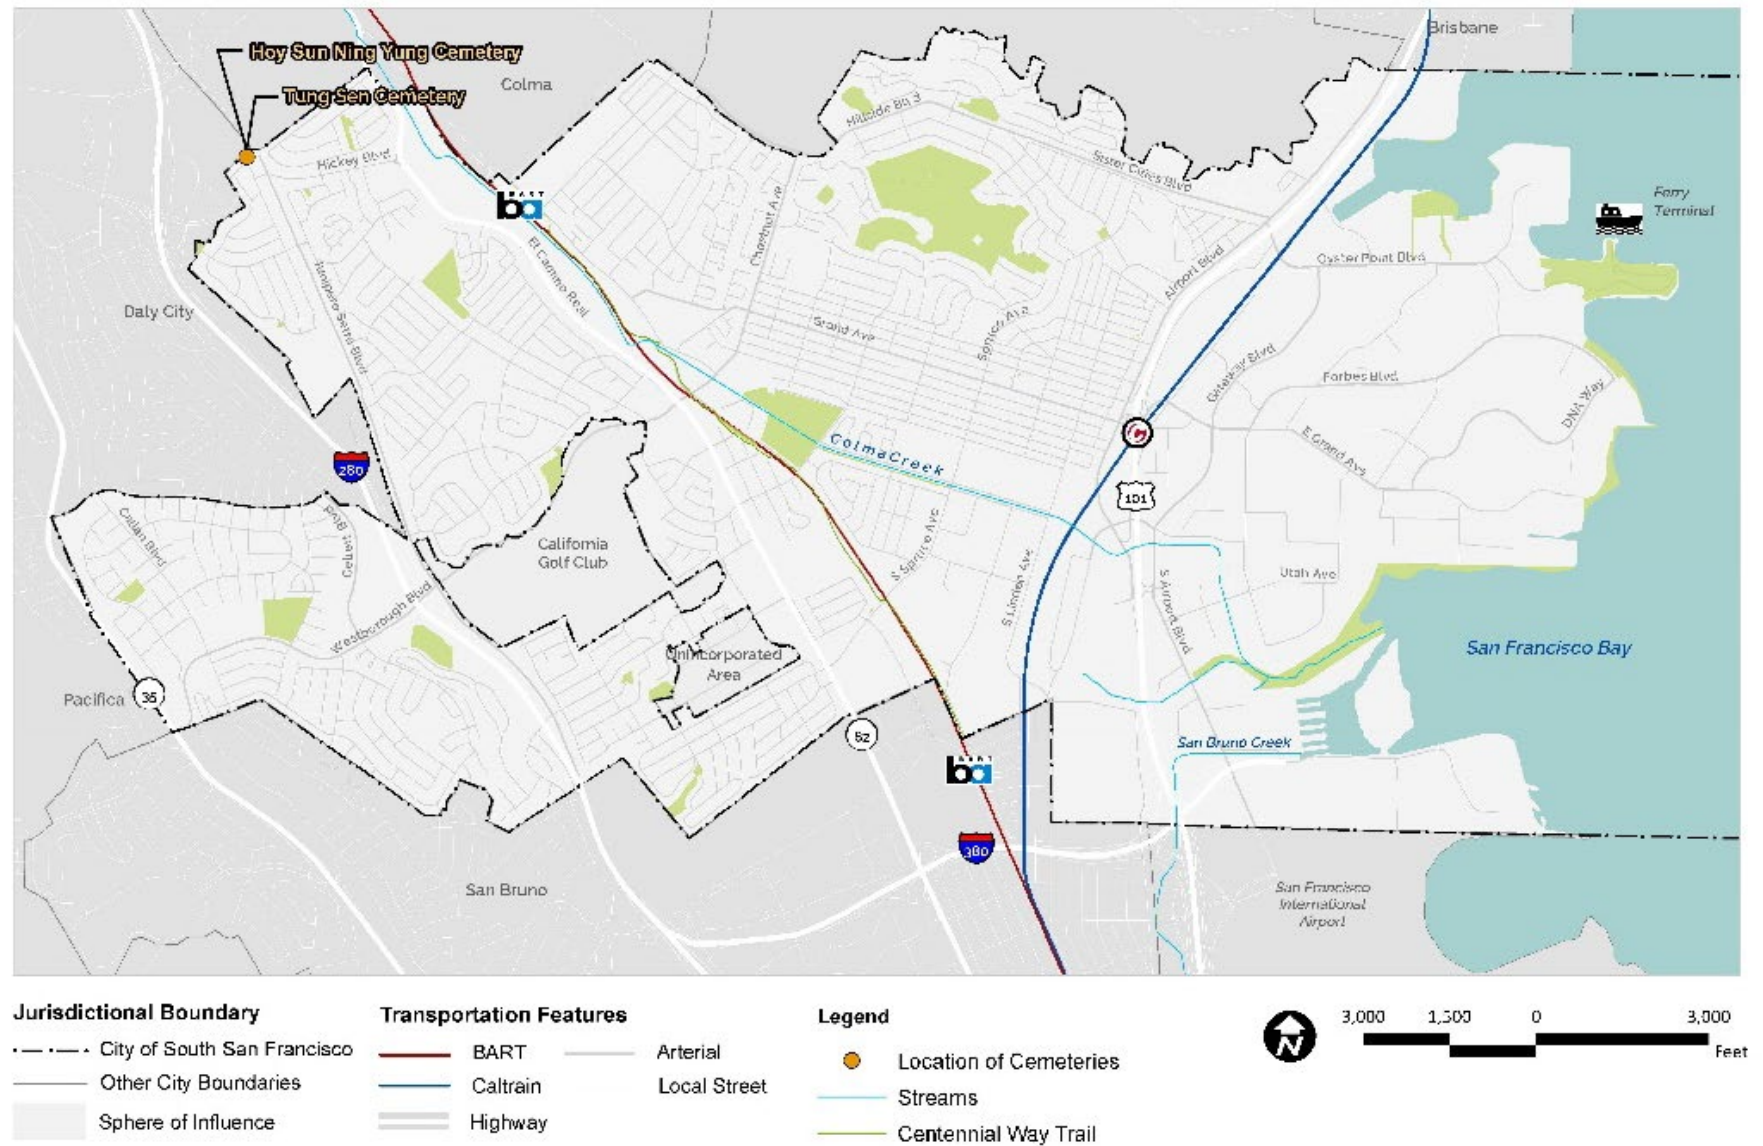 Brisbane
Hoy Sun Ning Yung Cemetery
Colma
Tung Sen Cemetery
Hillside Blvd
Hickey Blvd
Sister Cities Blvd
BART
ba
Ferry
Terminal
Chestnut Ave
El Camino Real
Airport Blvd
Oyster Point Blvd
Junipero Serra Blvd
Daly City
Grand Ave
Spruce Ave
Gateway Blvd
Forbes Blvd
DNA Way
Colma Creek
E Grand Ave
280
101
Callan Blvd
Gellert Blvd
California
Golf Club
S Spruce Ave
S Linden Ave
Utah Ave
S Airport Blvd
Westborough Blvd
Unincorporated
Area
San Francisco Bay
Pacifica
35
82
San Bruno Creek
BART
ba
380
San Bruno
San Francisco
International
Airport
Jurisdictional Boundary
City of South San Francisco
Other City Boundaries
Sphere of Influence
Transportation Features
BART
Caltrain
Highway
Arterial
Local Street
Legend
Location of Cemeteries
Streams
Centennial Way Trail
N
3,000 1,500 0 3,000
Feet